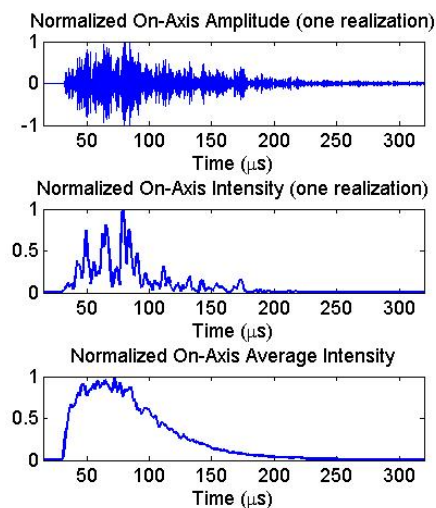 Normalized On-Axis Amplitude (one realization)
1
0
-1
50 100 150 200 250 300
Time (μs)
Normalized On-Axis Intensity (one realization)
1
0.5
0
50 100 150 200 250 300
Time (μs)
Normalized On-Axis Average Intensity
1
0.5
0
50 100 150 200 250 300
Time (μs)